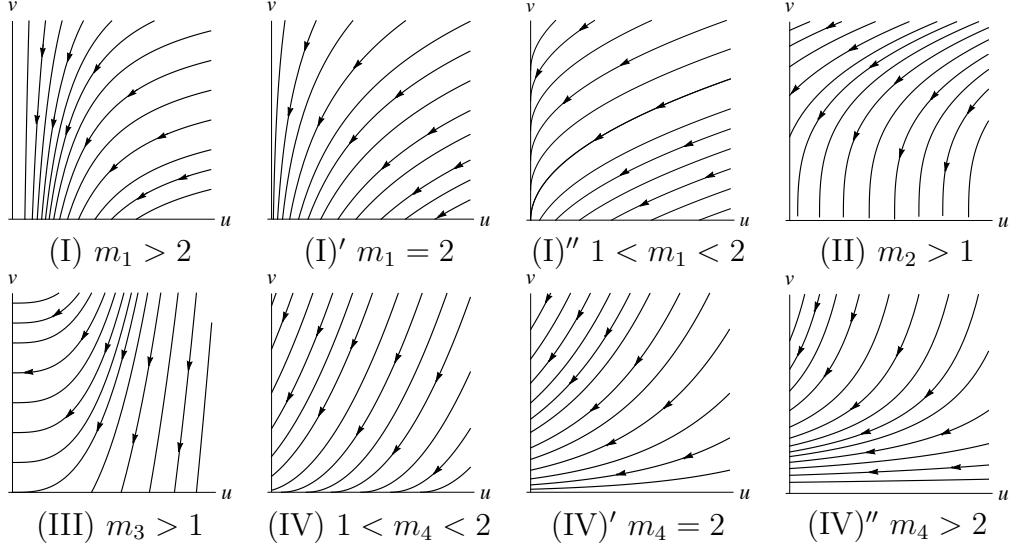 v v v v
u u u u
(I) m₁ > 2 (I)′ m₁ = 2 (I)″ 1 < m₁ < 2 (II) m₂ > 1
v v v v
u u u u
(III) m₃ > 1 (IV) 1 < m₄ < 2 (IV)′ m₄ = 2 (IV)″ m₄ > 2